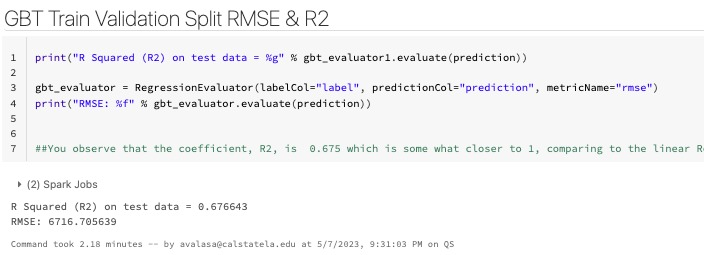 GBT Train Validation Split RMSE & R2
1 print("R Squared (R2) on test data = %g" % gbt_evaluator1.evaluate(prediction))
2
3 gbt_evaluator = RegressionEvaluator(labelCol="label", predictionCol="prediction", metricName="rmse")
4 print("RMSE: %f" % gbt_evaluator.evaluate(prediction))
5
6
7 ##You observe that the coefficient, R2, is  0.675 which is some what closer to 1, comparing to the linear
(2) Spark Jobs
R Squared (R2) on test data = 0.676643
RMSE: 6716.705639
Command took 2.18 minutes -- by avalasa@calstatela.edu at 5/7/2023, 9:31:03 PM on QS